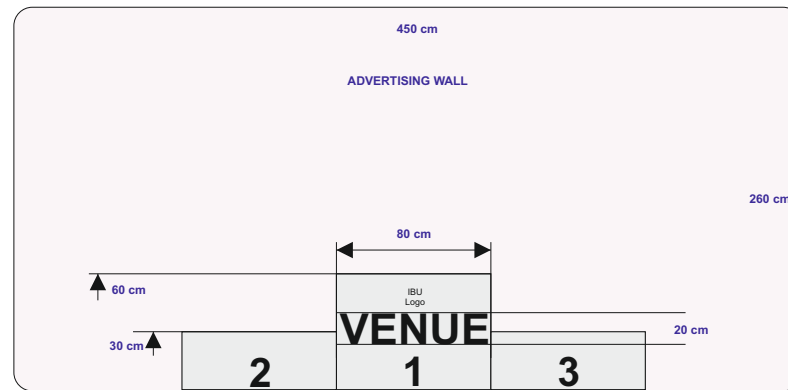 450 cm
ADVERTISING WALL
260 cm
80 cm
60 cm
IBU
Logo
VENUE
20 cm
30 cm
2
1
3